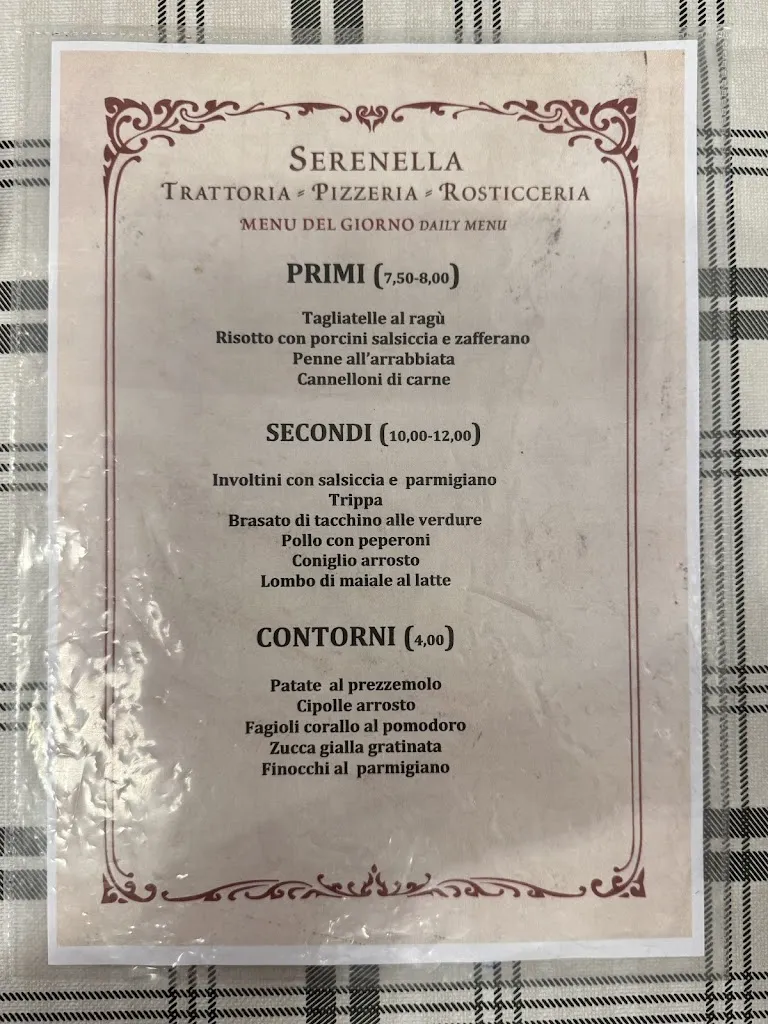 SERENELLA
TRATTORIA - PIZZERIA - ROSTICCERIA
MENU DEL GIORNO DAILY MENU
PRIMI (7,50-8,00)
Tagliatelle al ragù
Risotto con porcini salsiccia e zafferano
Penne all'arrabbiata
Cannelloni di carne
SECONDI (10,00-12,00)
Involtini con salsiccia e parmigiano
Trippa
Brasato di tacchino alle verdure
Pollo con peperoni
Coniglio arrosto
Lombo di maiale al latte
CONTORNI (4,00)
Patate al prezzemolo
Cipolle arrosto
Fagioli corallo al pomodoro
Zucca gialla gratinata
Finocchi al parmigiano